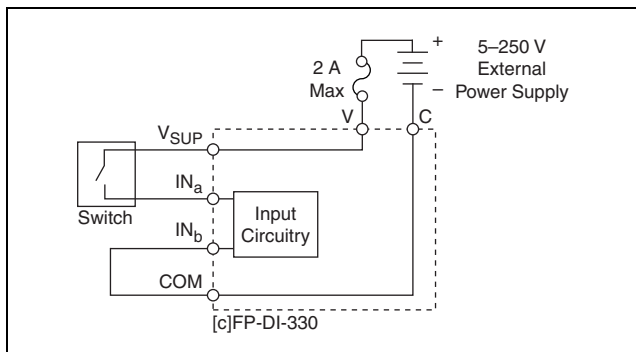 +
5–250 V
External
Power Supply
–
2 A
Max
V
C
VSUP
INa
Switch
Input
Circuitry
INb
COM
[c]FP-DI-330